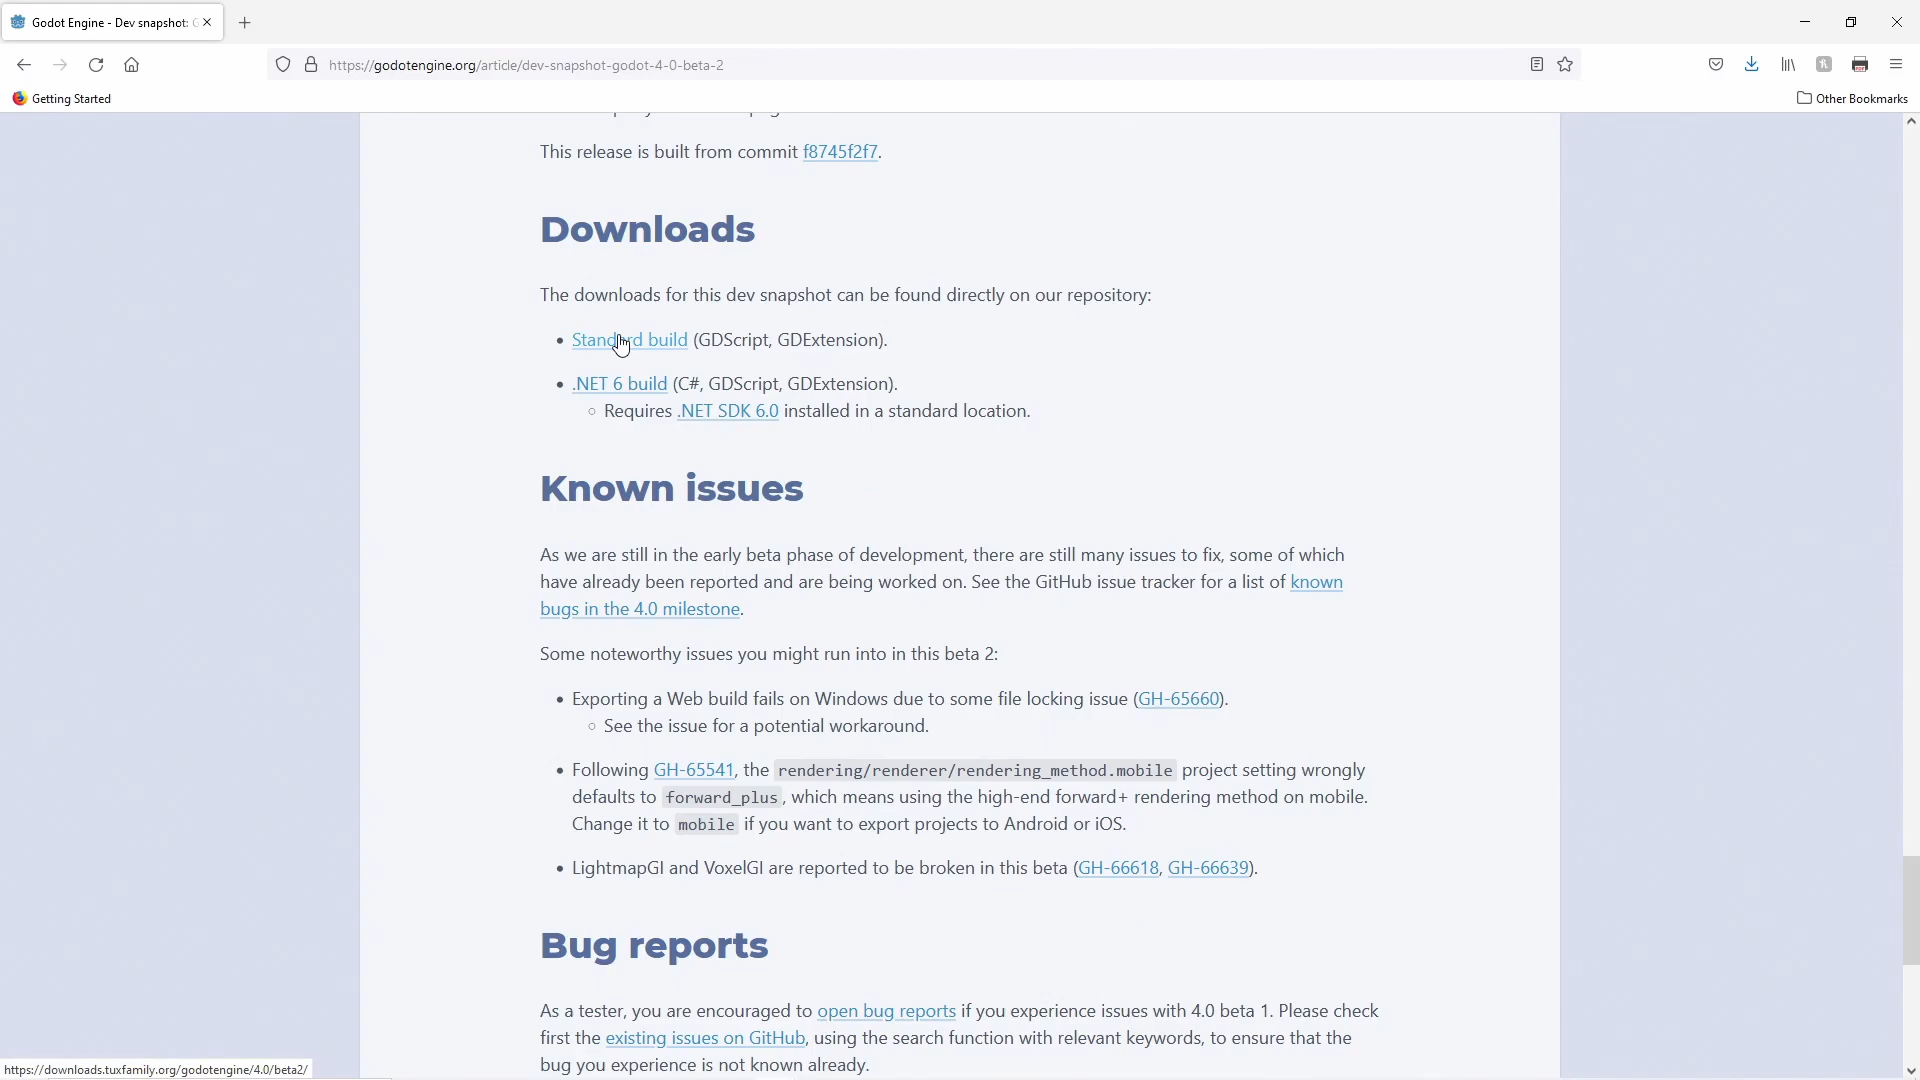 Godot Engine - Dev snapshot:
https://godotengine.org/article/dev-snapshot-godot-4-0-beta-2
Getting Started
Other Bookmarks
This release is built from commit f8745f2f7.
Downloads
The downloads for this dev snapshot can be found directly on our repository:
• Standard build (GDScript, GDExtension).
• .NET 6 build (C#, GDScript, GDExtension).
◦ Requires .NET SDK 6.0 installed in a standard location.
Known issues
As we are still in the early beta phase of development, there are still many issues to fix, some of which
have already been reported and are being worked on. See the GitHub issue tracker for a list of known
bugs in the 4.0 milestone.
Some noteworthy issues you might run into in this beta 2:
• Exporting a Web build fails on Windows due to some file locking issue (GH-65660).
◦ See the issue for a potential workaround.
• Following GH-65541, the rendering/renderer/rendering_method.mobile project setting wrongly
defaults to forward_plus, which means using the high-end forward+ rendering method on mobile.
Change it to mobile if you want to export projects to Android or iOS.
• LightmapGI and VoxelGI are reported to be broken in this beta (GH-66618, GH-66639).
Bug reports
As a tester, you are encouraged to open bug reports if you experience issues with 4.0 beta 1. Please check
first the existing issues on GitHub, using the search function with relevant keywords, to ensure that the
bug you experience is not known already.
https://downloads.tuxfamily.org/godotengine/4.0/beta2/